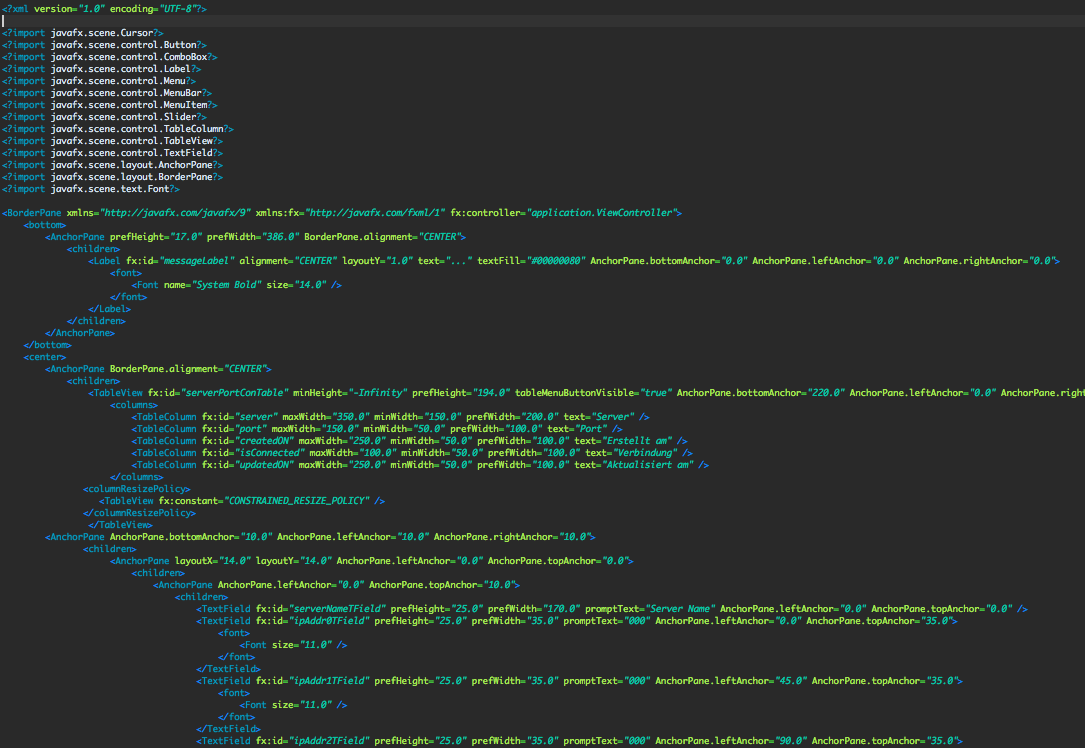 <?xml version="1.0" encoding="UTF-8"?>
<?import javafx.scene.Cursor?>
<?import javafx.scene.control.Button?>
<?import javafx.scene.control.ComboBox?>
<?import javafx.scene.control.Label?>
<?import javafx.scene.control.Menu?>
<?import javafx.scene.control.MenuBar?>
<?import javafx.scene.control.MenuItem?>
<?import javafx.scene.control.Slider?>
<?import javafx.scene.control.TableColumn?>
<?import javafx.scene.control.TableView?>
<?import javafx.scene.control.TextField?>
<?import javafx.scene.layout.AnchorPane?>
<?import javafx.scene.layout.BorderPane?>
<?import javafx.scene.text.Font?>
<BorderPane xmlns="http://javafx.com/javafx/9" xmlns:fx="http://javafx.com/fxml/1" fx:controller="application.ViewController">
<bottom>
<AnchorPane prefHeight="17.0" prefWidth="386.0" BorderPane.alignment="CENTER">
<children>
<Label fx:id="messageLabel" alignment="CENTER" layoutY="1.0" text="..." textFill="#00000080" AnchorPane.bottomAnchor="0.0" AnchorPane.leftAnchor="0.0" AnchorPane.rightAnchor="0.0">
<font>
<Font name="System Bold" size="14.0" />
</font>
</Label>
</children>
</AnchorPane>
</bottom>
<center>
<AnchorPane BorderPane.alignment="CENTER">
<children>
<TableView fx:id="serverPortConTable" minHeight="-Infinity" prefHeight="194.0" tableMenuButtonVisible="true" AnchorPane.bottomAnchor="220.0" AnchorPane.leftAnchor="0.0" AnchorPane.right
<columns>
<TableColumn fx:id="server" maxWidth="350.0" minWidth="150.0" prefWidth="200.0" text="Server" />
<TableColumn fx:id="port" maxWidth="150.0" minWidth="50.0" prefWidth="100.0" text="Port" />
<TableColumn fx:id="createdON" maxWidth="250.0" minWidth="50.0" prefWidth="100.0" text="Erstellt am" />
<TableColumn fx:id="isConnected" maxWidth="100.0" minWidth="50.0" prefWidth="100.0" text="Verbindung" />
<TableColumn fx:id="updatedON" maxWidth="250.0" minWidth="50.0" prefWidth="100.0" text="Aktualisiert am" />
</columns>
<columnResizePolicy>
<TableView fx:constant="CONSTRAINED_RESIZE_POLICY" />
</columnResizePolicy>
</TableView>
<AnchorPane AnchorPane.bottomAnchor="10.0" AnchorPane.leftAnchor="10.0" AnchorPane.rightAnchor="10.0">
<children>
<AnchorPane layoutX="14.0" layoutY="14.0" AnchorPane.leftAnchor="0.0" AnchorPane.topAnchor="0.0">
<children>
<AnchorPane AnchorPane.leftAnchor="0.0" AnchorPane.topAnchor="10.0">
<children>
<TextField fx:id="serverNameTField" prefHeight="25.0" prefWidth="170.0" promptText="Server Name" AnchorPane.leftAnchor="0.0" AnchorPane.topAnchor="0.0" />
<TextField fx:id="ipAddr0TField" prefHeight="25.0" prefWidth="35.0" promptText="000" AnchorPane.leftAnchor="0.0" AnchorPane.topAnchor="35.0">
<font>
<Font size="11.0" />
</font>
</TextField>
<TextField fx:id="ipAddr1TField" prefHeight="25.0" prefWidth="35.0" promptText="000" AnchorPane.leftAnchor="45.0" AnchorPane.topAnchor="35.0">
<font>
<Font size="11.0" />
</font>
</TextField>
<TextField fx:id="ipAddr2TField" prefHeight="25.0" prefWidth="35.0" promptText="000" AnchorPane.leftAnchor="90.0" AnchorPane.topAnchor="35.0">